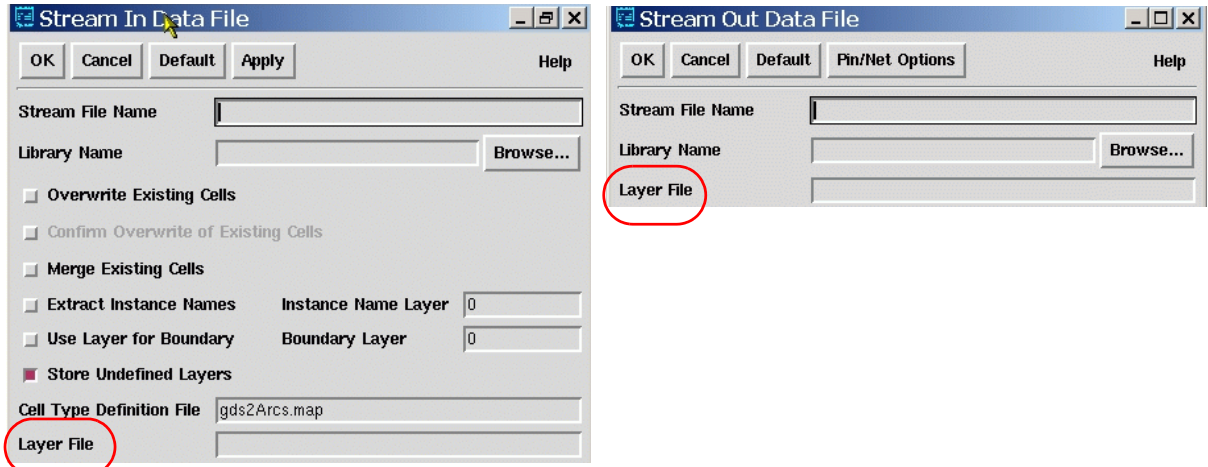 Stream In Data File
OK Cancel Default Apply Help
Stream File Name
Library Name Browse...
Overwrite Existing Cells
Confirm Overwrite of Existing Cells
Merge Existing Cells
Extract Instance Names Instance Name Layer 0
Use Layer for Boundary Boundary Layer 0
Store Undefined Layers
Cell Type Definition File gds2Arcs.map
Layer File
Stream Out Data File
OK Cancel Default Pin/Net Options Help
Stream File Name
Library Name Browse...
Layer File